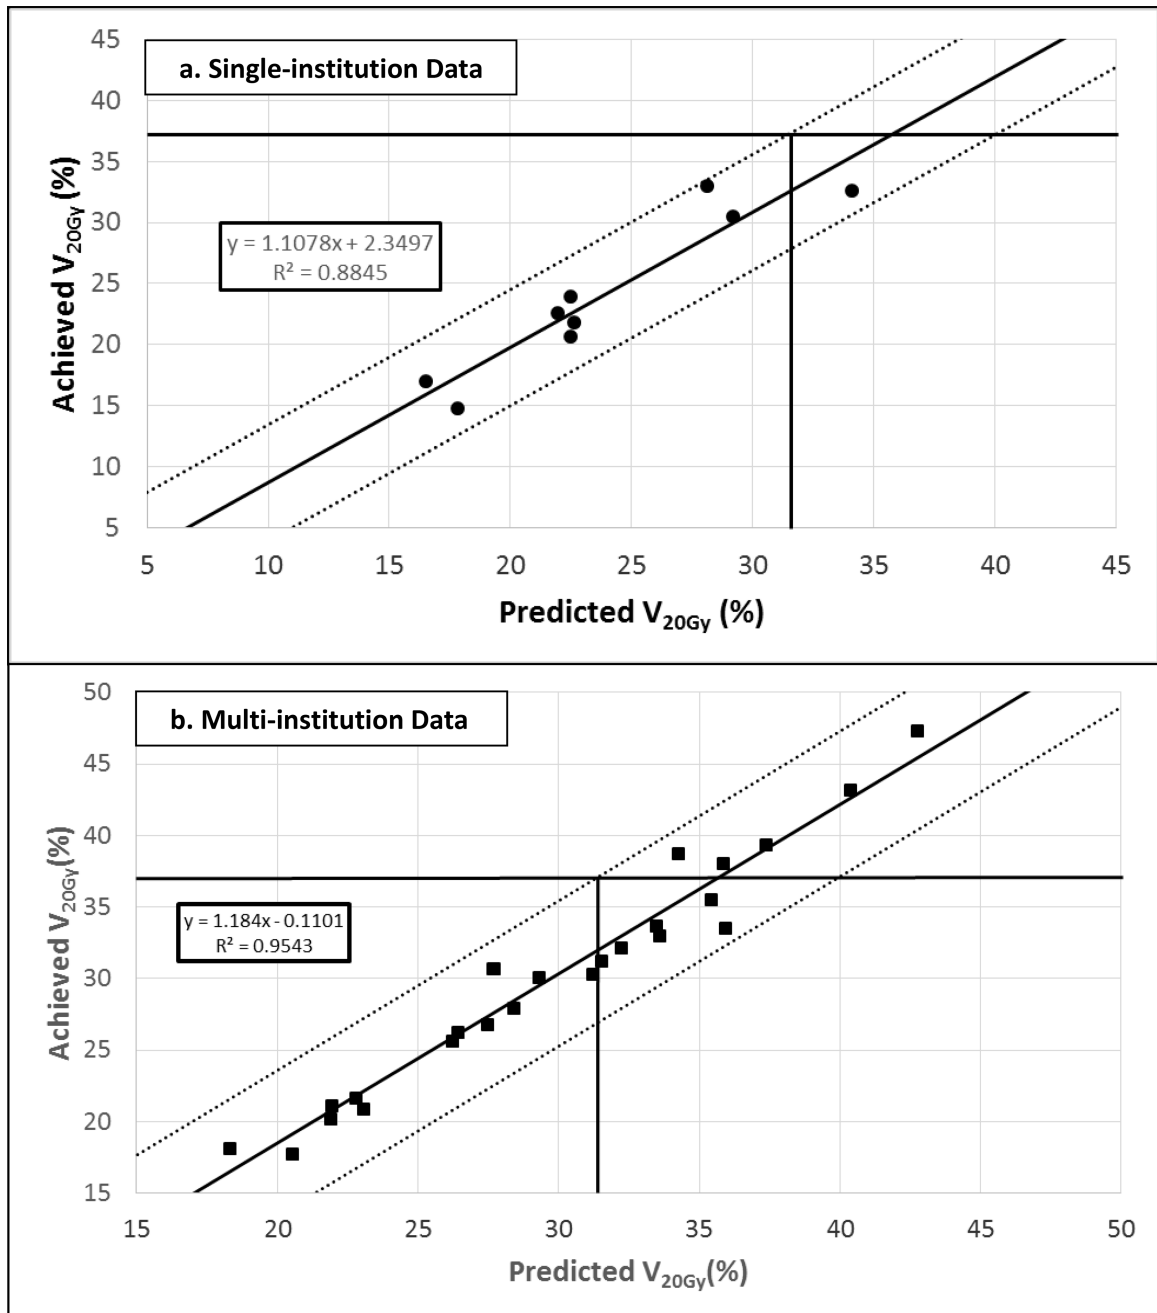 a. Single-institution Data
45
40
35
30
25
20
15
10
5
Achieved V20Gy (%)
y = 1.1078x + 2.3497
R² = 0.8845
5 10 15 20 25 30 35 40 45
Predicted V20Gy (%)
b. Multi-institution Data
50
45
40
35
30
25
20
15
Achieved V20Gy(%)
y = 1.184x - 0.1101
R² = 0.9543
15 20 25 30 35 40 45 50
Predicted V20Gy(%)